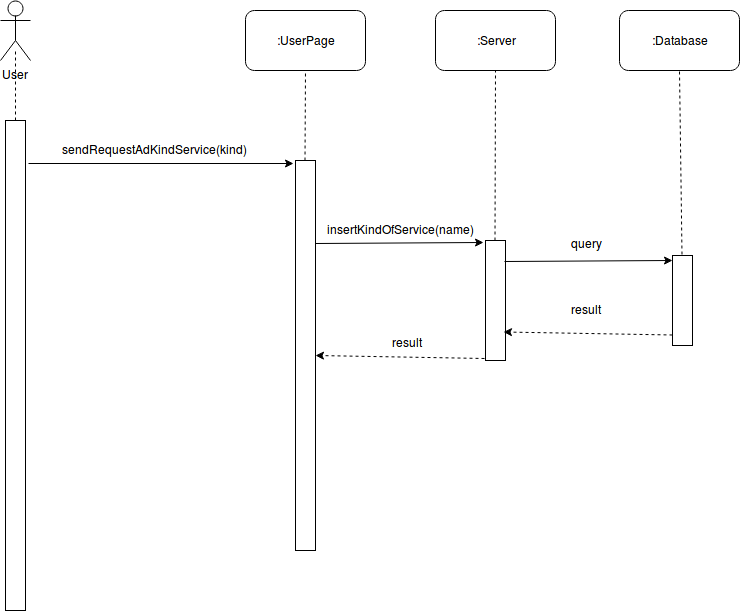 :UserPage
:Server
:Database
User
sendRequestAdKindService(kind)
insertKindOfService(name)
query
result
result